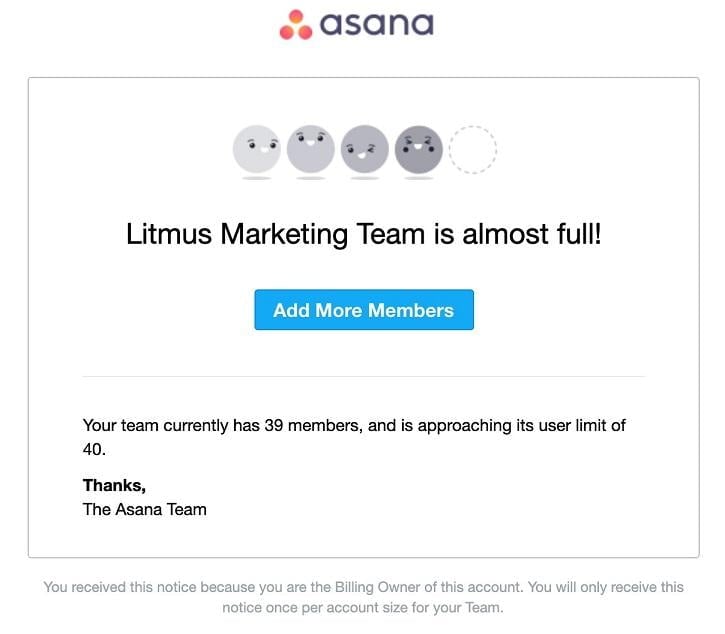 asana
Litmus Marketing Team is almost full!
Add More Members
Your team currently has 39 members, and is approaching its user limit of
40.
Thanks,
The Asana Team
You received this notice because you are the Billing Owner of this account. You will only receive this
notice once per account size for your Team.